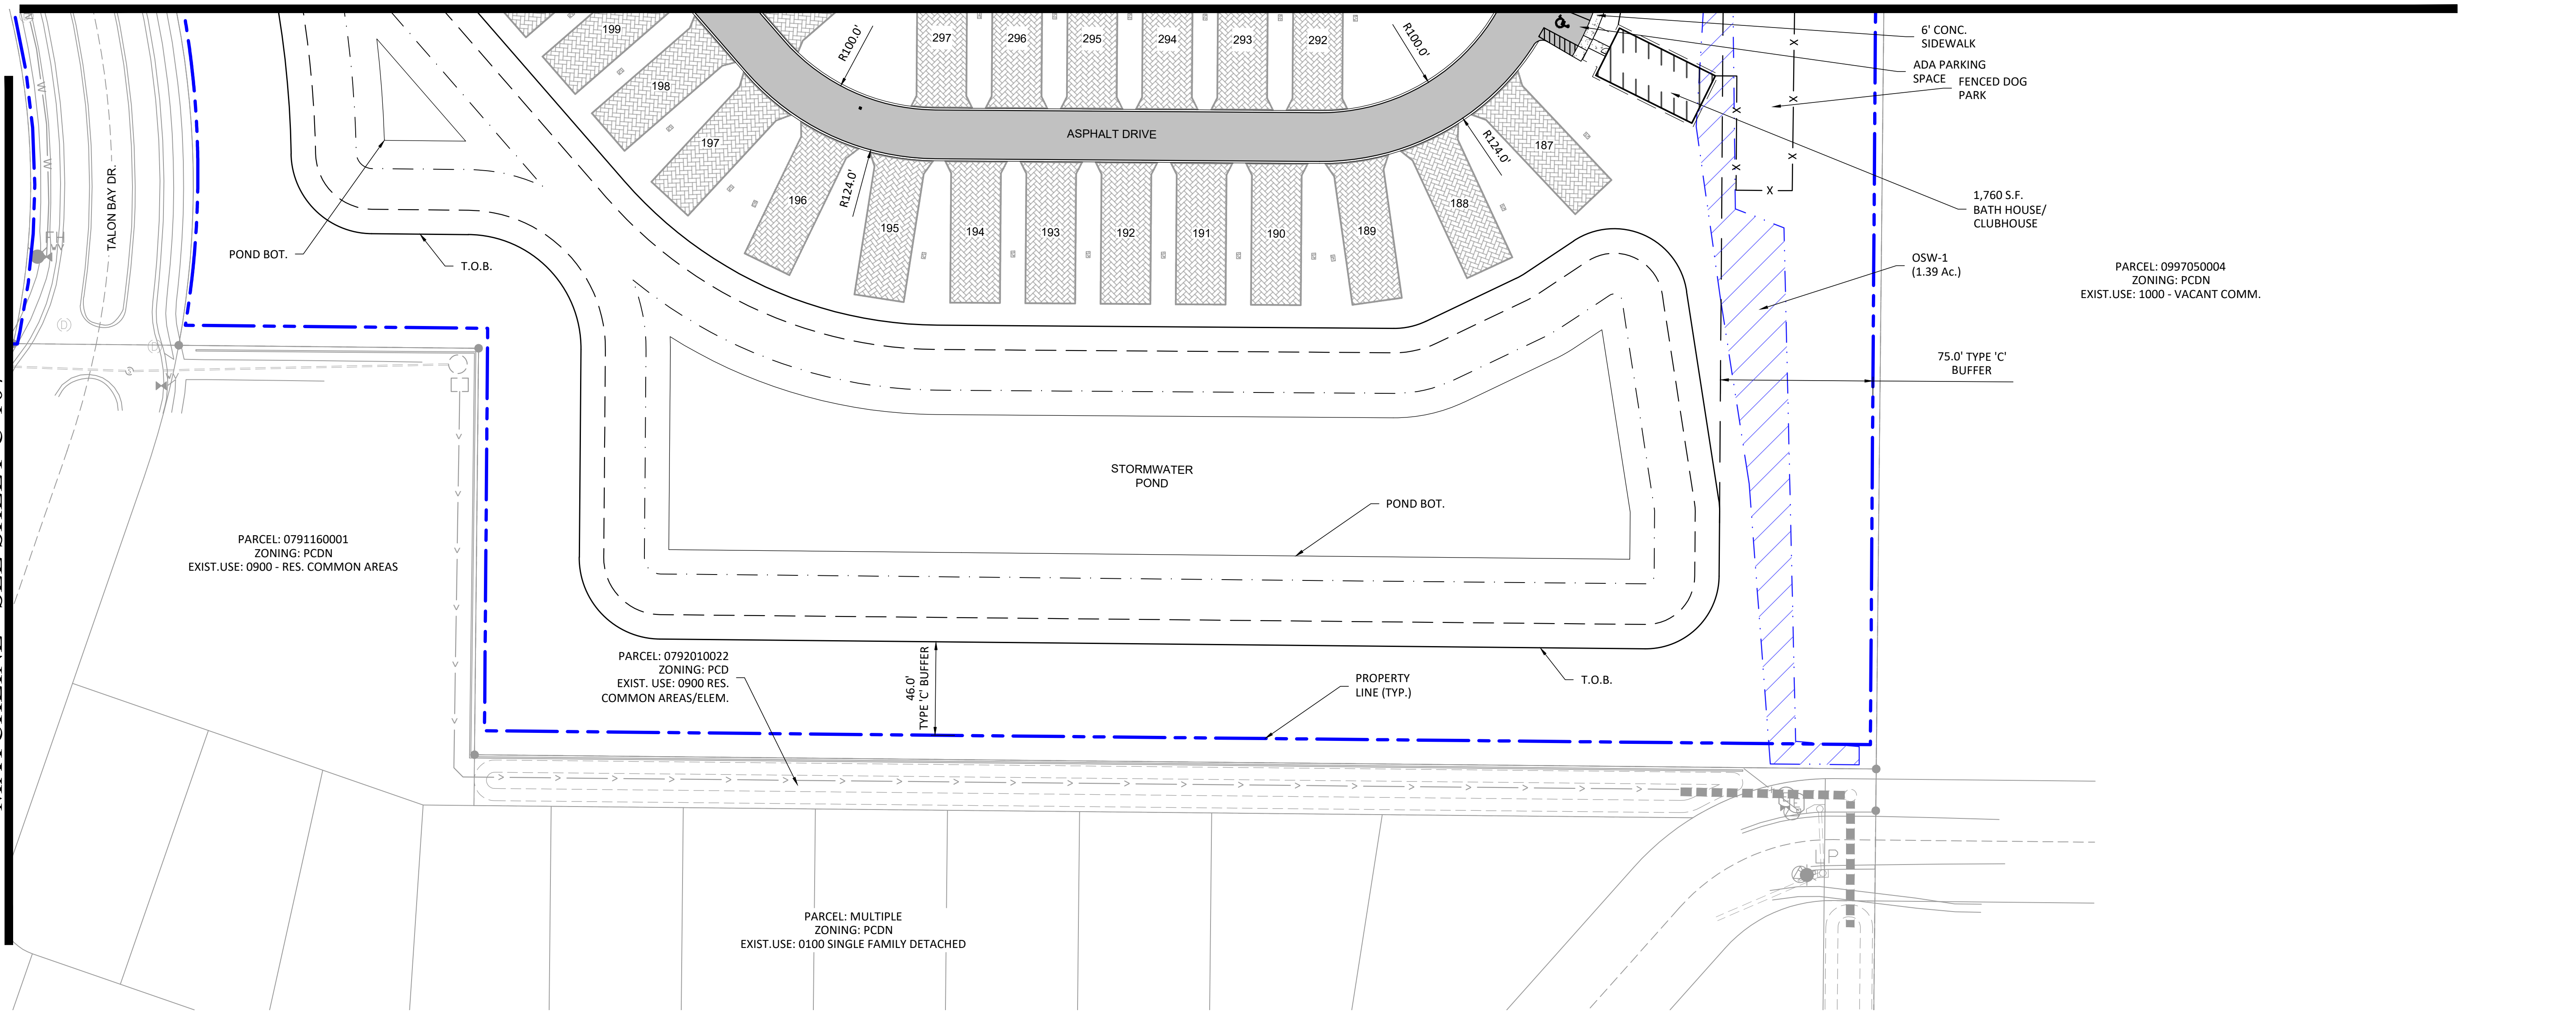 199
198
197
196
195
194
193
192
191
190
189
188
187
297
296
295
294
293
292
R100.0'
R100.0'
R124.0'
R124.0'
ASPHALT DRIVE
6' CONC.
SIDEWALK
ADA PARKING
SPACE
FENCED DOG
PARK
1,760 S.F.
BATH HOUSE/
CLUBHOUSE
OSW-1
(1.39 Ac.)
PARCEL: 0997050004
ZONING: PCDN
EXIST.USE: 1000 - VACANT COMM.
75.0' TYPE 'C'
BUFFER
TALON BAY DR.
FH
POND BOT.
T.O.B.
STORMWATER
POND
POND BOT.
PARCEL: 0791160001
ZONING: PCDN
EXIST.USE: 0900 - RES. COMMON AREAS
PARCEL: 0792010022
ZONING: PCD
EXIST. USE: 0900 RES.
COMMON AREAS/ELEM.
46.0'
TYPE 'C' BUFFER
PROPERTY
LINE (TYP.)
T.O.B.
PARCEL: MULTIPLE
ZONING: PCDN
EXIST.USE: 0100 SINGLE FAMILY DETACHED
LP